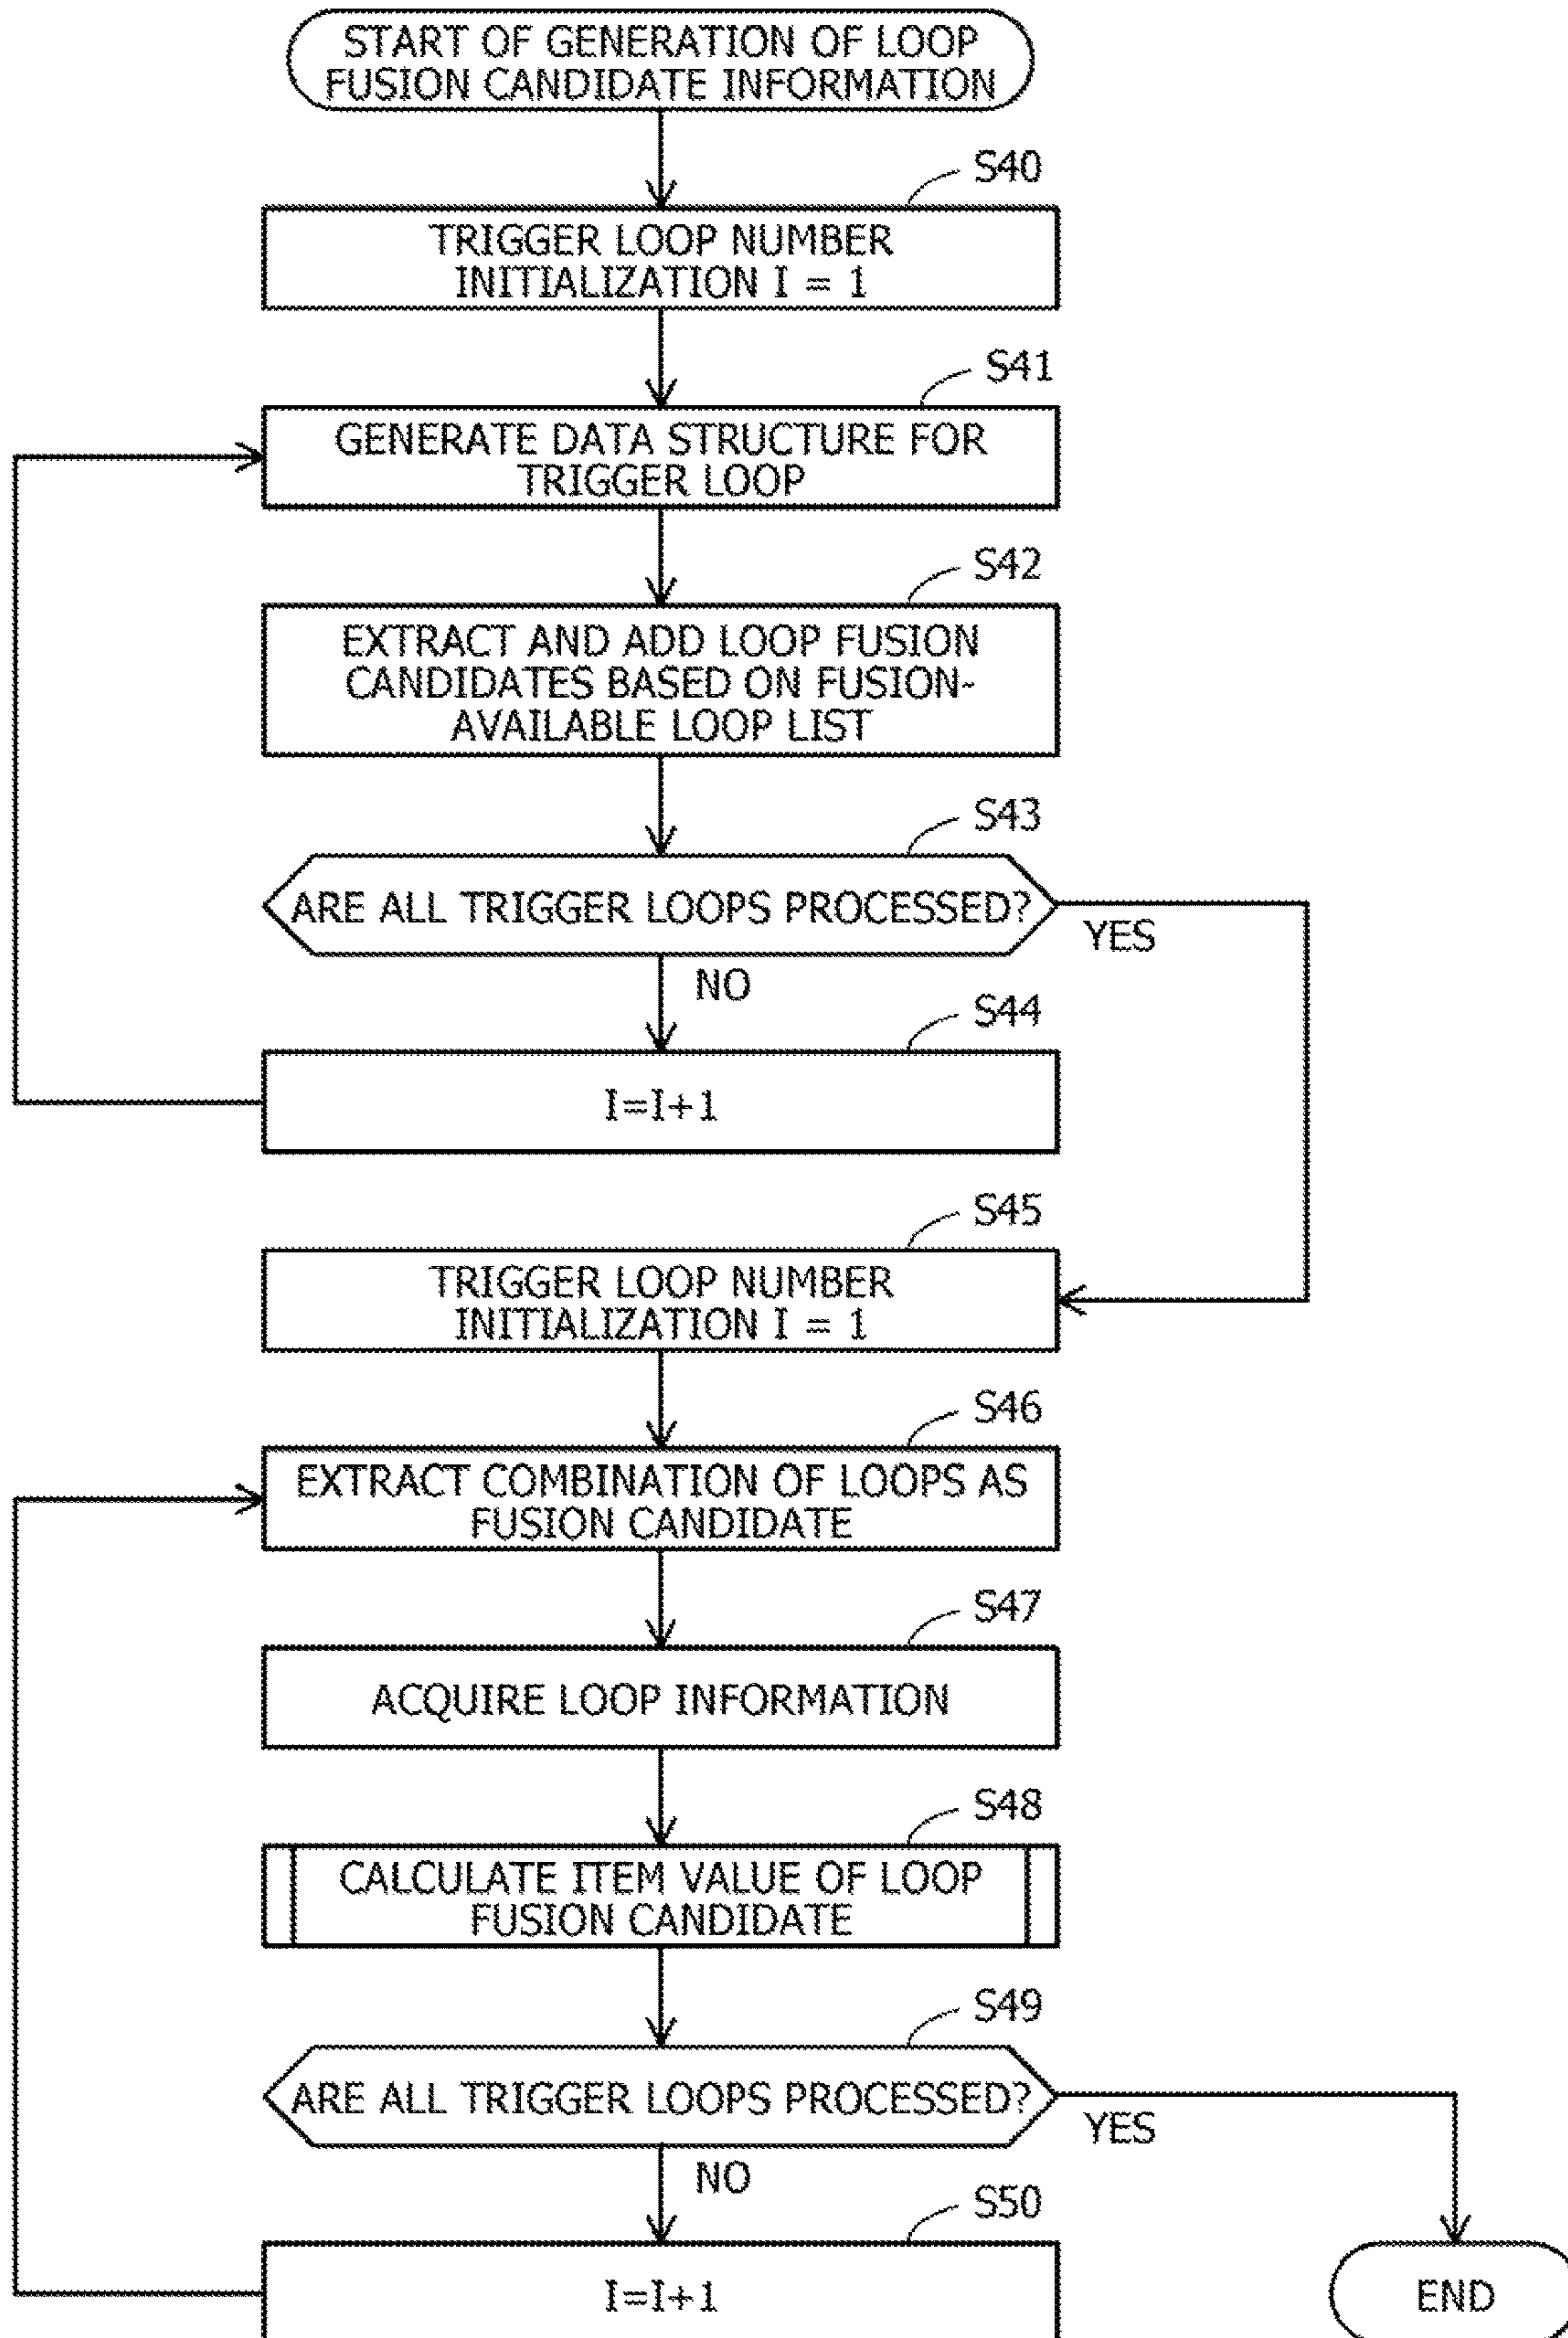 START OF GENERATION OF LOOP
FUSION CANDIDATE INFORMATION
S40
TRIGGER LOOP NUMBER
INITIALIZATION I = 1
S41
GENERATE DATA STRUCTURE FOR
TRIGGER LOOP
S42
EXTRACT AND ADD LOOP FUSION
CANDIDATES BASED ON FUSION-
AVAILABLE LOOP LIST
S43
ARE ALL TRIGGER LOOPS PROCESSED?
YES
NO
S44
I=I+1
S45
TRIGGER LOOP NUMBER
INITIALIZATION I = 1
S46
EXTRACT COMBINATION OF LOOPS AS
FUSION CANDIDATE
S47
ACQUIRE LOOP INFORMATION
S48
CALCULATE ITEM VALUE OF LOOP
FUSION CANDIDATE
S49
ARE ALL TRIGGER LOOPS PROCESSED?
YES
NO
S50
I=I+1
END